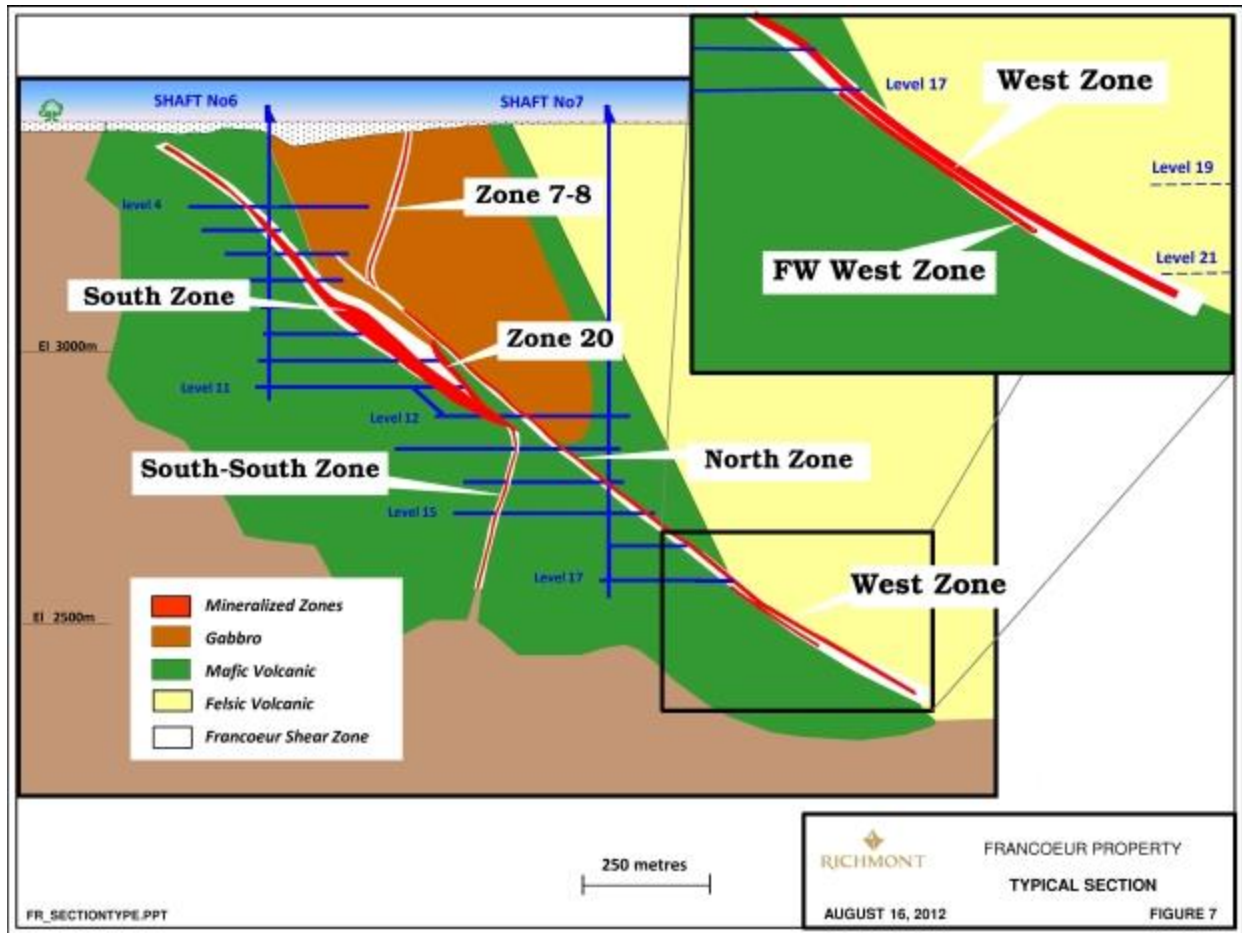 SHAFT No6
SHAFT No7
Level 17
West Zone
Level 19
Level 21
FW West Zone
level 4
Zone 7-8
South Zone
Zone 20
El 3000m
Level 11
Level 12
South-South Zone
North Zone
Level 15
Level 17
West Zone
El 2500m
Mineralized Zones
Gabbro
Mafic Volcanic
Felsic Volcanic
Francoeur Shear Zone
250 metres
RICHMONT
FRANCOEUR PROPERTY
TYPICAL SECTION
FR_SECTIONTYPE.PPT
AUGUST 16, 2012
FIGURE 7